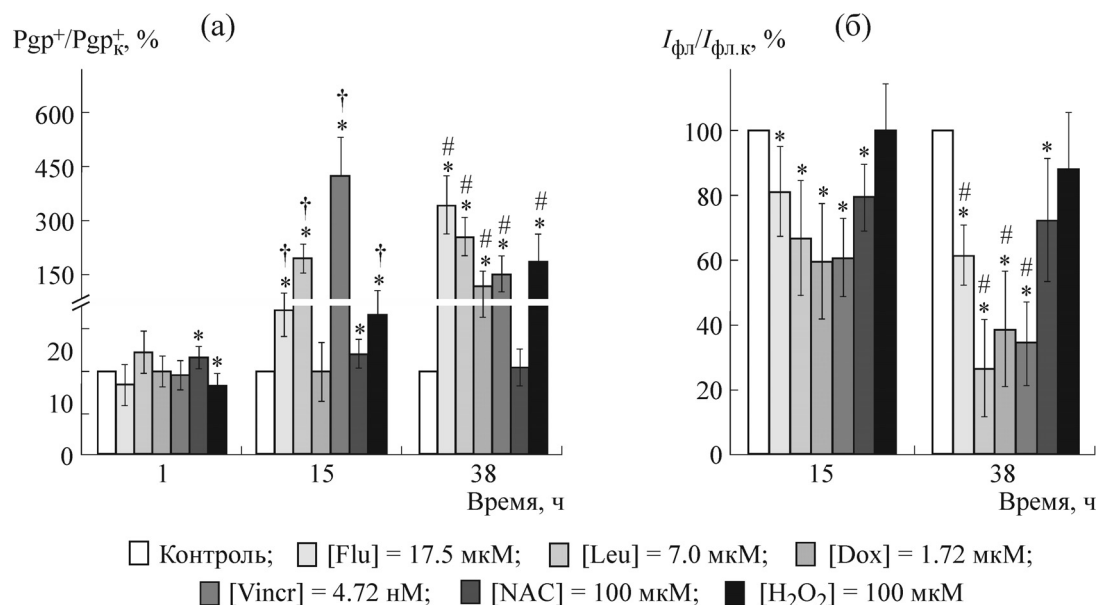 (а)
Pgp⁺/Pgp⁺ₖ, %
600
450
300
150
20
10
0
† * † * † * * † *
# * # * # * # * # *
* *
1 15 38
Время, ч
(б)
Iфл/Iфл.к, %
100
80
60
40
20
0
* * * * *
# * # * # * # * *
15 38
Время, ч
Контроль; [Flu] = 17.5 мкМ; [Leu] = 7.0 мкМ; [Dox] = 1.72 мкМ;
[Vincr] = 4.72 нМ; [NAC] = 100 мкМ; [H₂O₂] = 100 мкМ